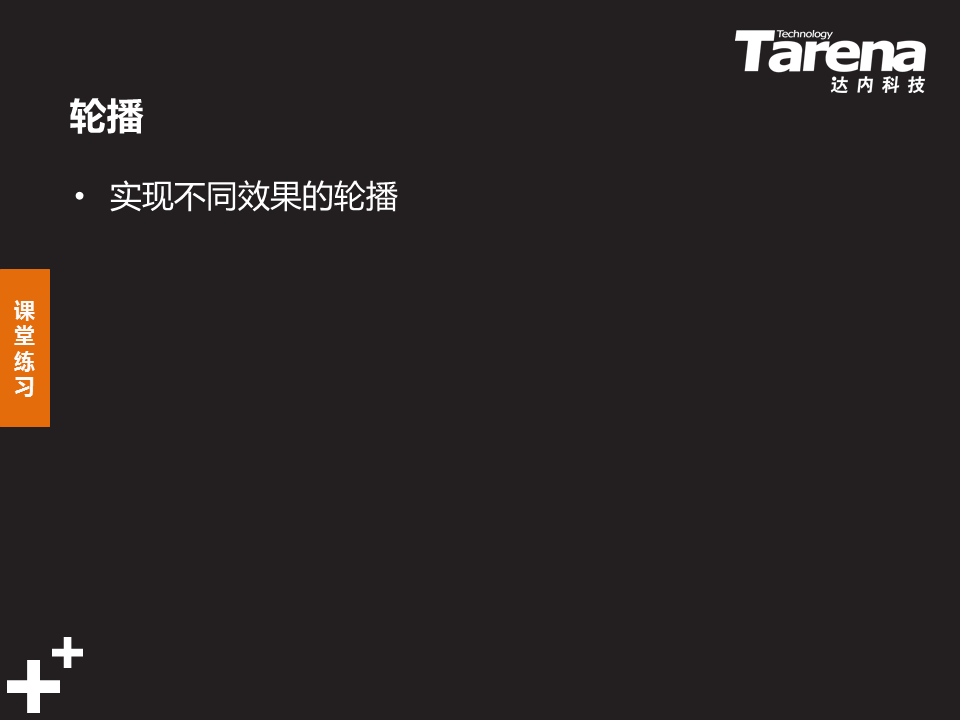 Technology
Tarena
达内科技
轮播
• 实现不同效果的轮播
课
堂
练
习